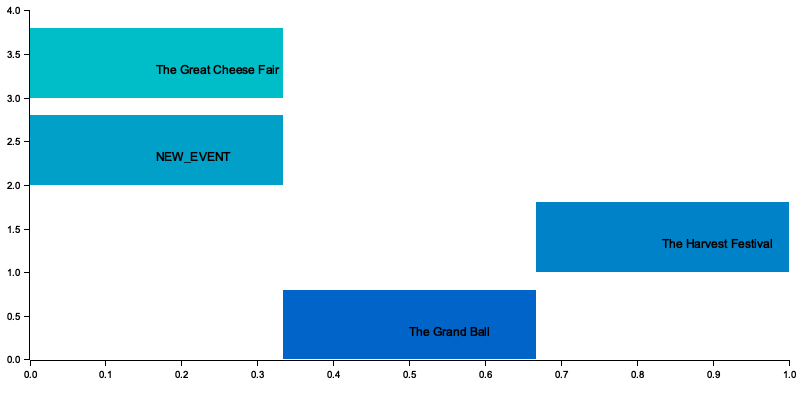 4.0
3.5
The Great Cheese Fair
3.0
2.5
NEW_EVENT
2.0
1.5
The Harvest Festival
1.0
0.5
The Grand Ball
0.0
0.0 0.1 0.2 0.3 0.4 0.5 0.6 0.7 0.8 0.9 1.0